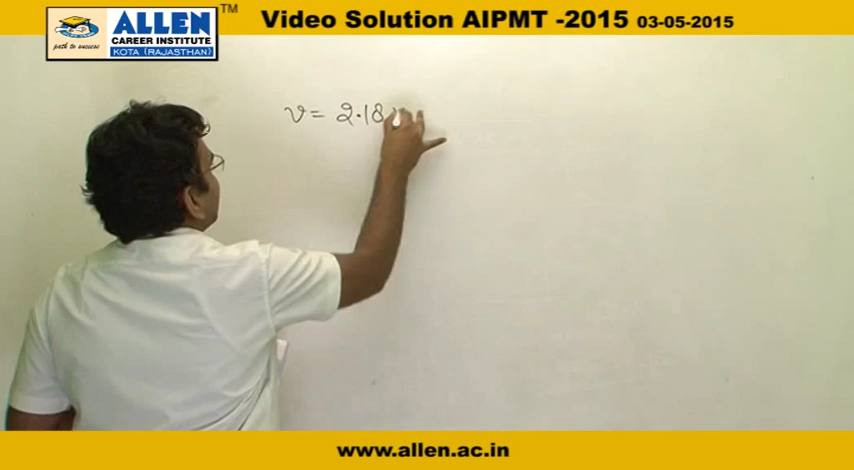 ALLEN
CAREER INSTITUTE
KOTA (RAJASTHAN)
path to success
TM
Video Solution AIPMT -2015 03-05-2015
v = 2.18 x
www.allen.ac.in